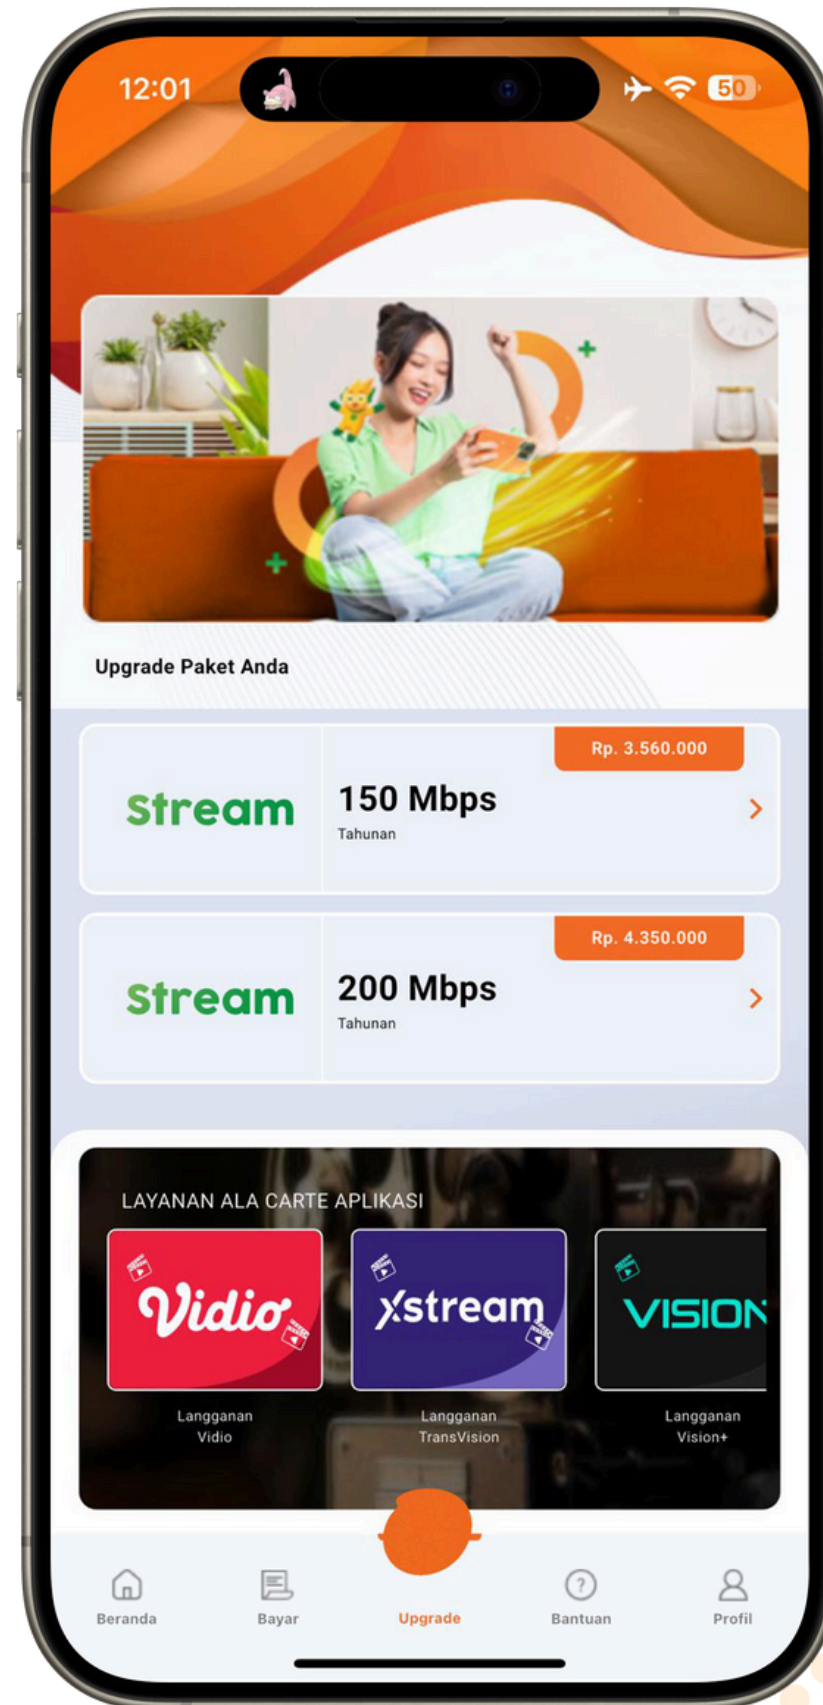 12:01
50
Upgrade Paket Anda
Rp. 3.560.000
Stream
150 Mbps
Tahunan
Rp. 4.350.000
Stream
200 Mbps
Tahunan
LAYANAN ALA CARTE APLIKASI
Vidio
Xstream
VISION
Langganan
Vidio
Langganan
TransVision
Langganan
Vision+
Beranda
Bayar
Upgrade
Bantuan
Profil